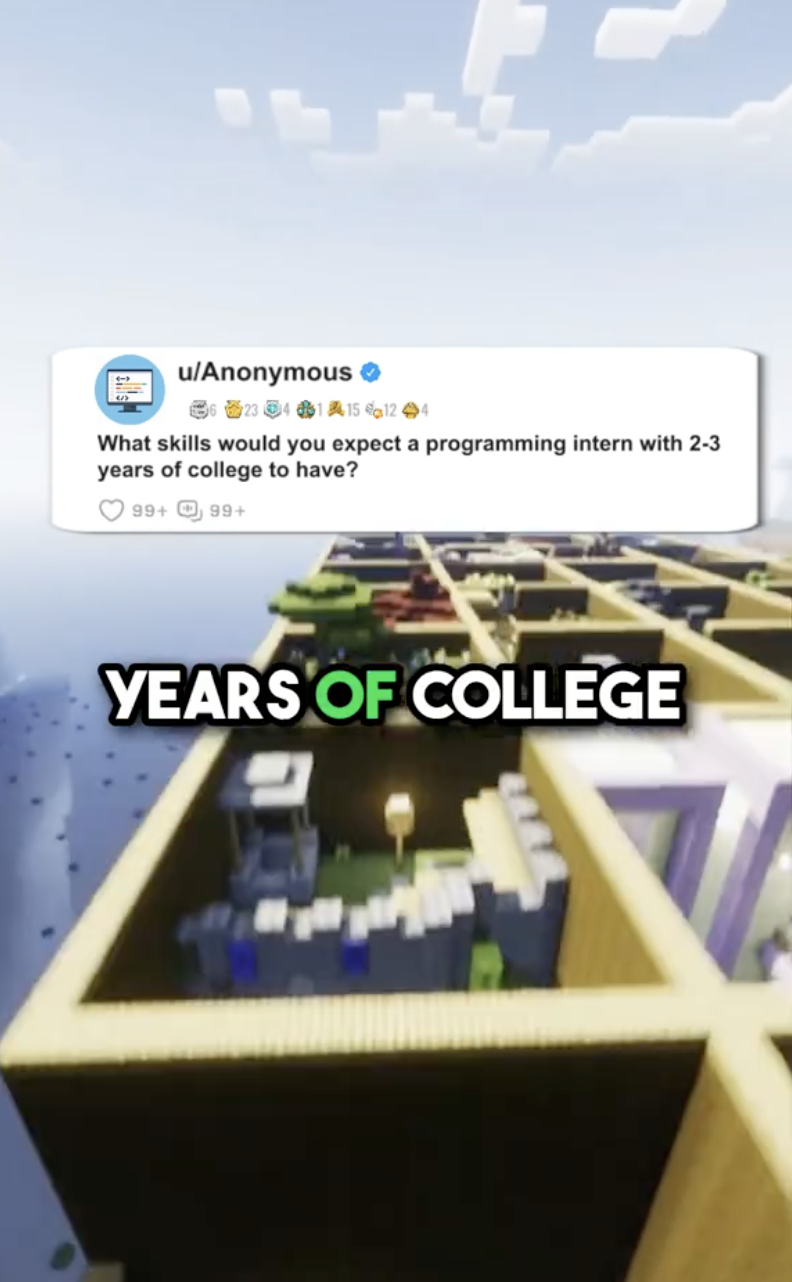 u/Anonymous
6 23 4 1 15 12 4
What skills would you expect a programming intern with 2-3
years of college to have?
99+ 99+
YEARS OF COLLEGE